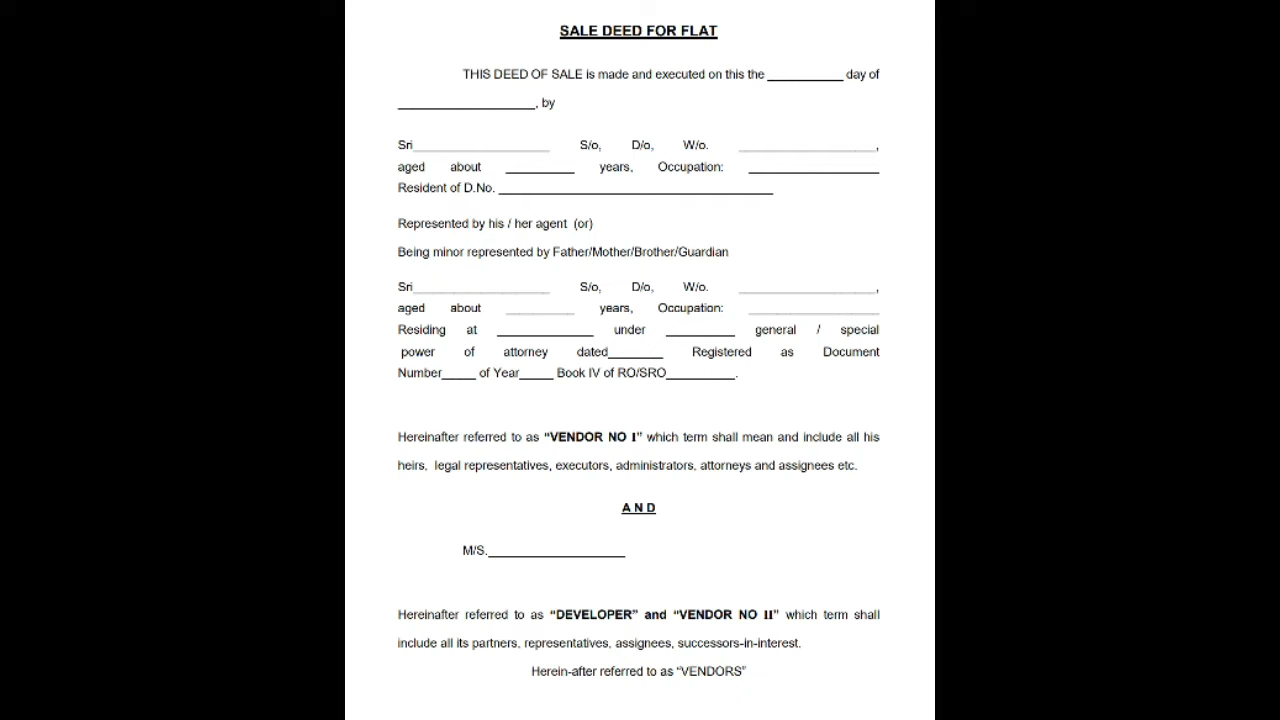 SALE DEED FOR FLAT
THIS DEED OF SALE is made and executed on this the ___________ day of
____________________, by
Sri____________________ S/o, D/o, W/o. ____________________,
aged about __________ years, Occupation: ___________________
Resident of D.No. ________________________________________
Represented by his / her agent (or)
Being minor represented by Father/Mother/Brother/Guardian
Sri____________________ S/o, D/o, W/o. ____________________,
aged about __________ years, Occupation: ___________________
Residing at ______________ under __________ general / special
power of attorney dated________ Registered as Document
Number_____ of Year_____ Book IV of RO/SRO__________.
Hereinafter referred to as “VENDOR NO I” which term shall mean and include all his
heirs, legal representatives, executors, administrators, attorneys and assignees etc.
A N D
M/S.____________________
Hereinafter referred to as “DEVELOPER” and “VENDOR NO II” which term shall
include all its partners, representatives, assignees, successors-in-interest.
Herein-after referred to as “VENDORS”